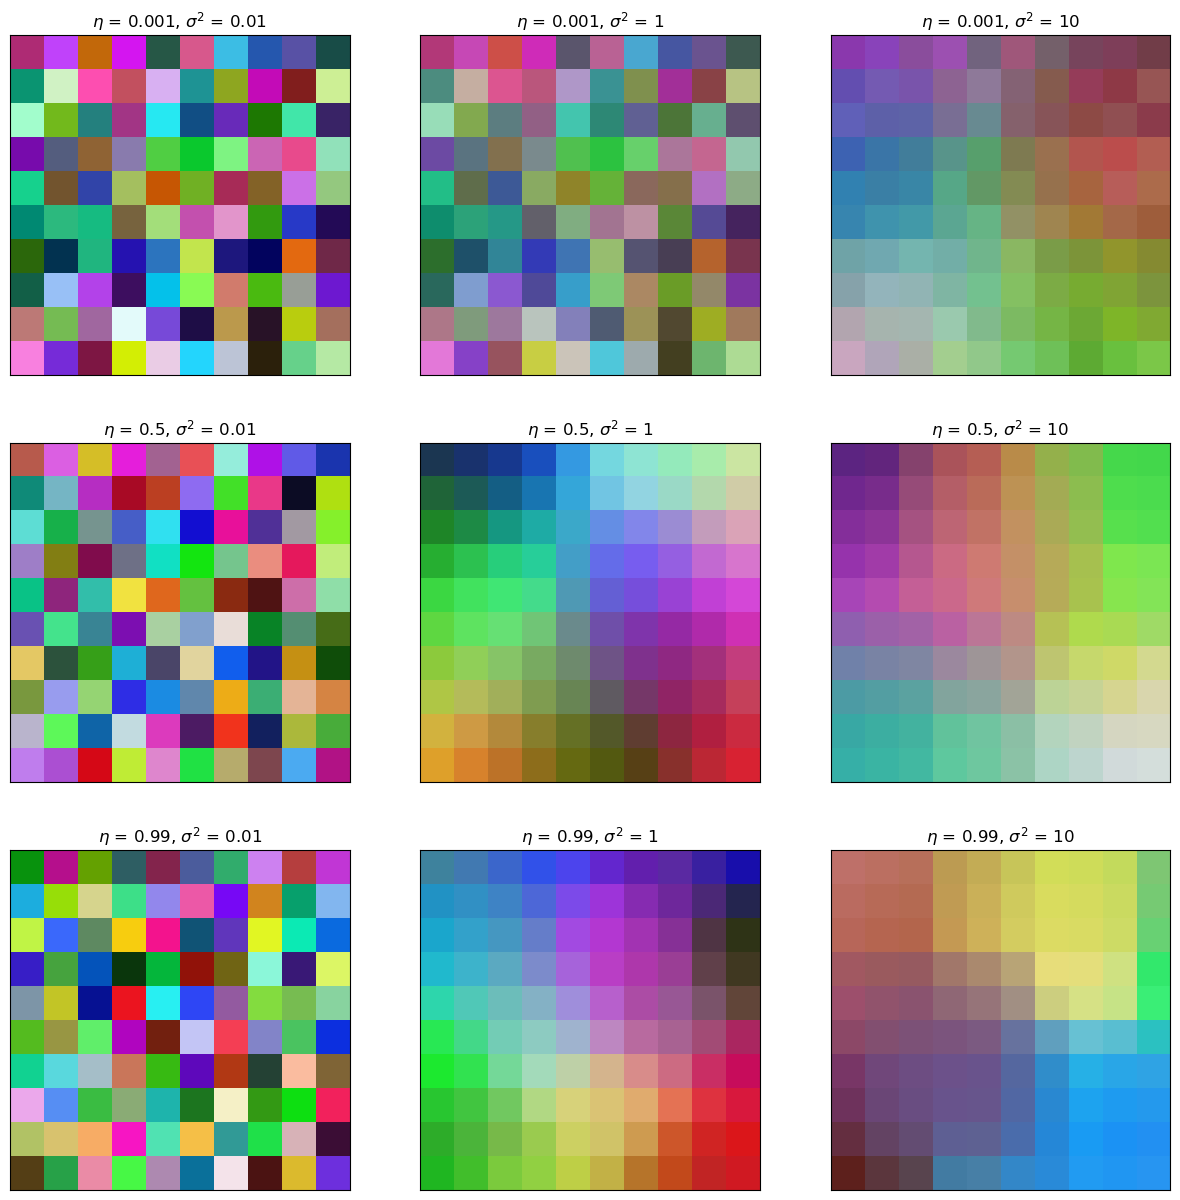 η = 0.001, σ² = 0.01
η = 0.001, σ² = 1
η = 0.001, σ² = 10
η = 0.5, σ² = 0.01
η = 0.5, σ² = 1
η = 0.5, σ² = 10
η = 0.99, σ² = 0.01
η = 0.99, σ² = 1
η = 0.99, σ² = 10